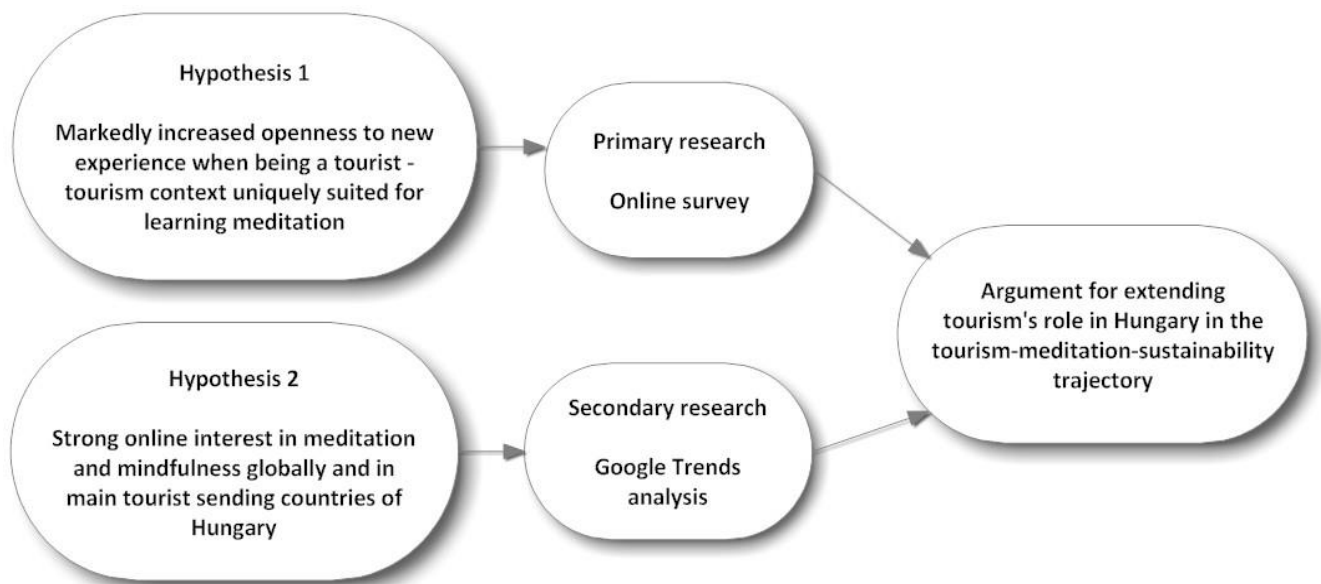 Hypothesis 1
Markedly increased openness to new
experience when being a tourist -
tourism context uniquely suited for
learning meditation
Primary research
Online survey
Hypothesis 2
Strong online interest in meditation
and mindfulness globally and in
main tourist sending countries of
Hungary
Secondary research
Google Trends
analysis
Argument for extending
tourism's role in Hungary in the
tourism-meditation-sustainability
trajectory